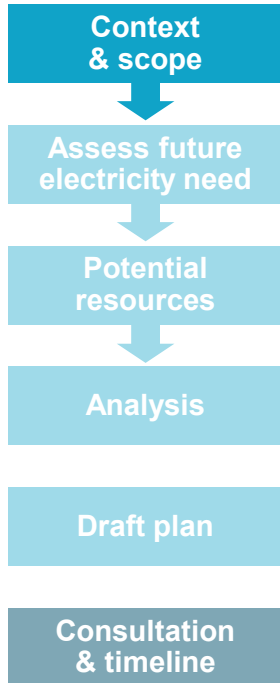 Context
& scope
Assess future
electricity need
Potential
resources
Analysis
Draft plan
Consultation
& timeline